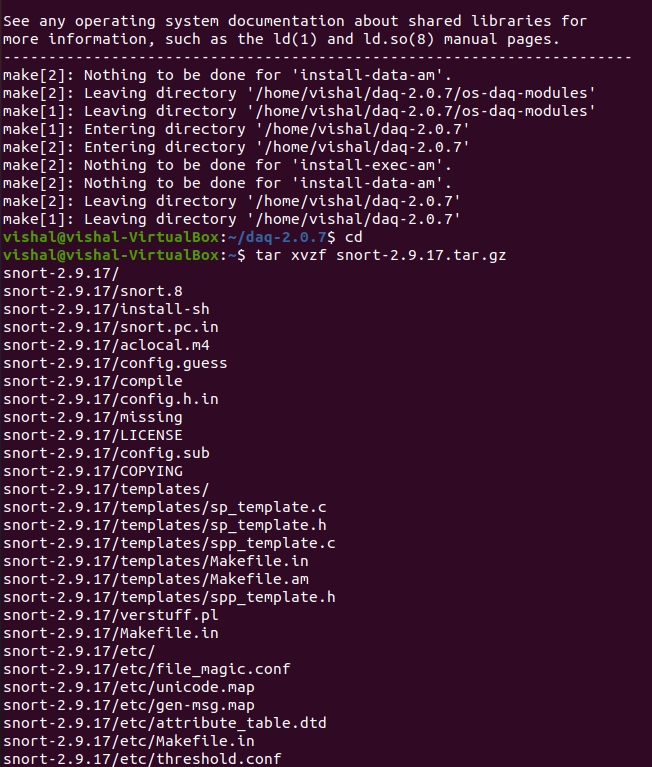 See any operating system documentation about shared libraries for
more information, such as the ld(1) and ld.so(8) manual pages.
----------------------------------------------------------------------
make[2]: Nothing to be done for 'install-data-am'.
make[2]: Leaving directory '/home/vishal/daq-2.0.7/os-daq-modules'
make[1]: Leaving directory '/home/vishal/daq-2.0.7/os-daq-modules'
make[1]: Entering directory '/home/vishal/daq-2.0.7'
make[2]: Entering directory '/home/vishal/daq-2.0.7'
make[2]: Nothing to be done for 'install-exec-am'.
make[2]: Nothing to be done for 'install-data-am'.
make[2]: Leaving directory '/home/vishal/daq-2.0.7'
make[1]: Leaving directory '/home/vishal/daq-2.0.7'
vishal@vishal-VirtualBox:~/daq-2.0.7$ cd
vishal@vishal-VirtualBox:~$ tar xvzf snort-2.9.17.tar.gz
snort-2.9.17/
snort-2.9.17/snort.8
snort-2.9.17/install-sh
snort-2.9.17/snort.pc.in
snort-2.9.17/aclocal.m4
snort-2.9.17/config.guess
snort-2.9.17/compile
snort-2.9.17/config.h.in
snort-2.9.17/missing
snort-2.9.17/LICENSE
snort-2.9.17/config.sub
snort-2.9.17/COPYING
snort-2.9.17/templates/
snort-2.9.17/templates/sp_template.c
snort-2.9.17/templates/sp_template.h
snort-2.9.17/templates/spp_template.c
snort-2.9.17/templates/Makefile.in
snort-2.9.17/templates/Makefile.am
snort-2.9.17/templates/spp_template.h
snort-2.9.17/verstuff.pl
snort-2.9.17/Makefile.in
snort-2.9.17/etc/
snort-2.9.17/etc/file_magic.conf
snort-2.9.17/etc/unicode.map
snort-2.9.17/etc/gen-msg.map
snort-2.9.17/etc/attribute_table.dtd
snort-2.9.17/etc/Makefile.in
snort-2.9.17/etc/threshold.conf